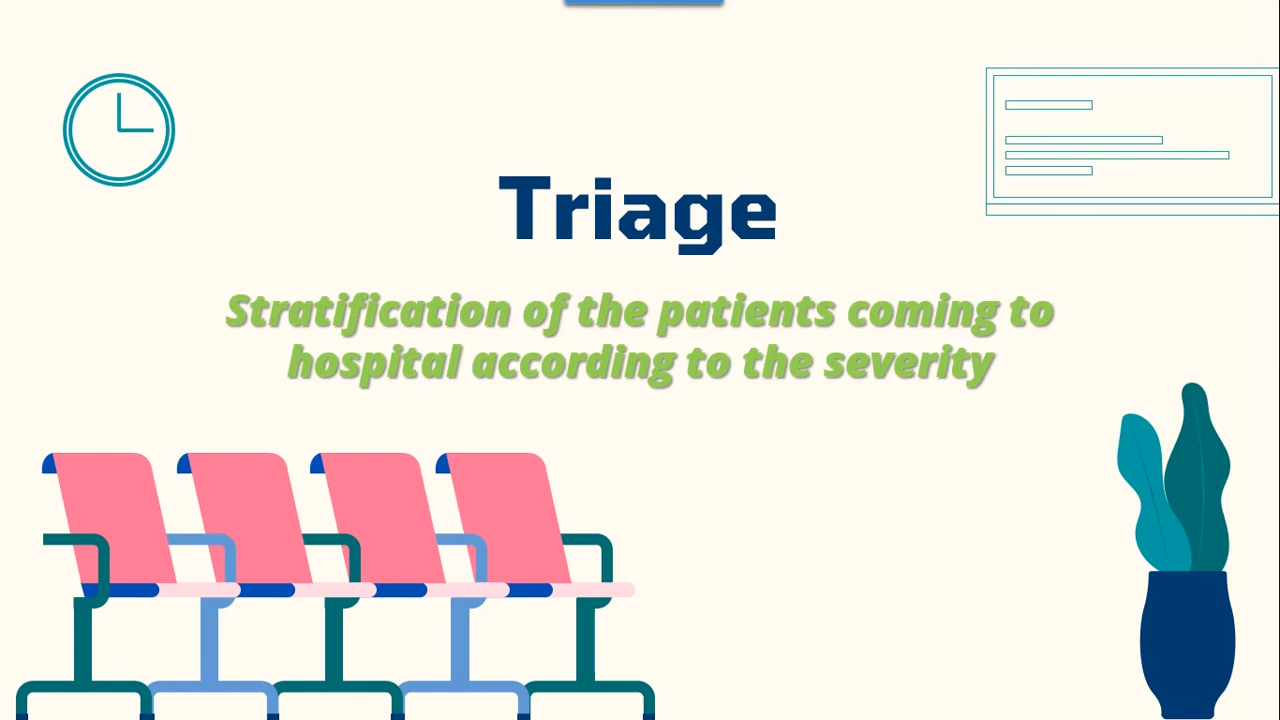 Triage
Stratification of the patients coming to
hospital according to the severity